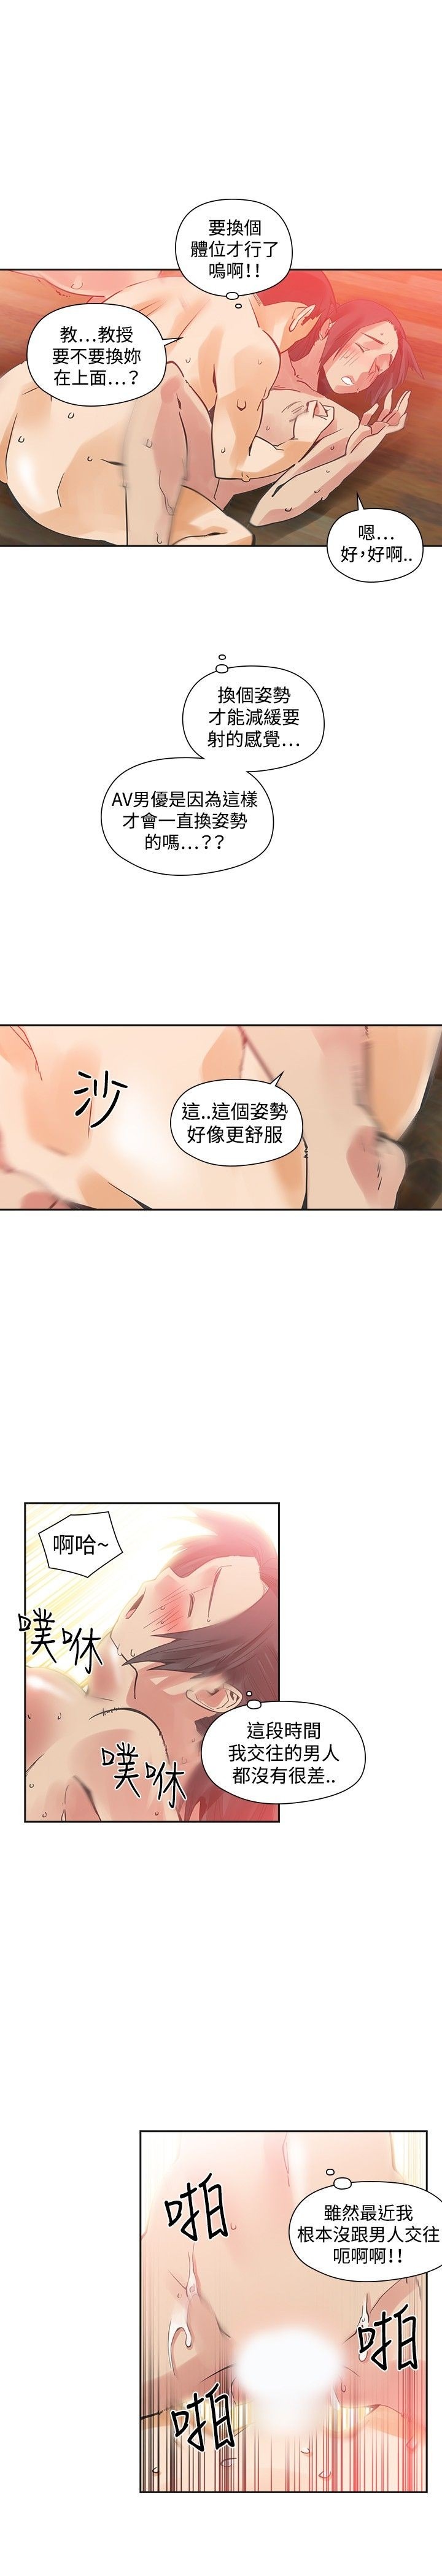 要換個
體位才行了
嗚啊!!
教...教授
要不要換妳
在上面...?
嗯...
好,好啊..
換個姿勢
才能減緩要
射的感覺...
AV男優是因為這樣
才會一直換姿勢
的嗎...??
沙
這..這個姿勢
好像更舒服
啊哈~
噗咻
噗咻
這段時間
我交往的男人
都沒有很差..
啪
雖然最近我
根本沒跟男人交往
呃啊啊!!
啪
啪